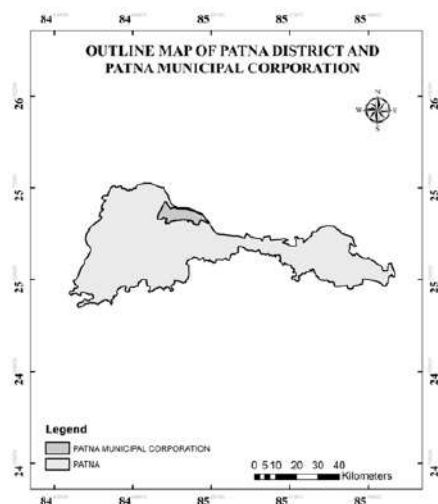 84 84 85 85 85
OUTLINE MAP OF PATNA DISTRICT AND
PATNA MUNICIPAL CORPORATION
N
W E
S
26 26
25 25
25 25
24 24
24 24
Legend
PATNA MUNICIPAL CORPORATION
PATNA
0 5 10 20 30 40
Kilometers
84 84 85 85 85